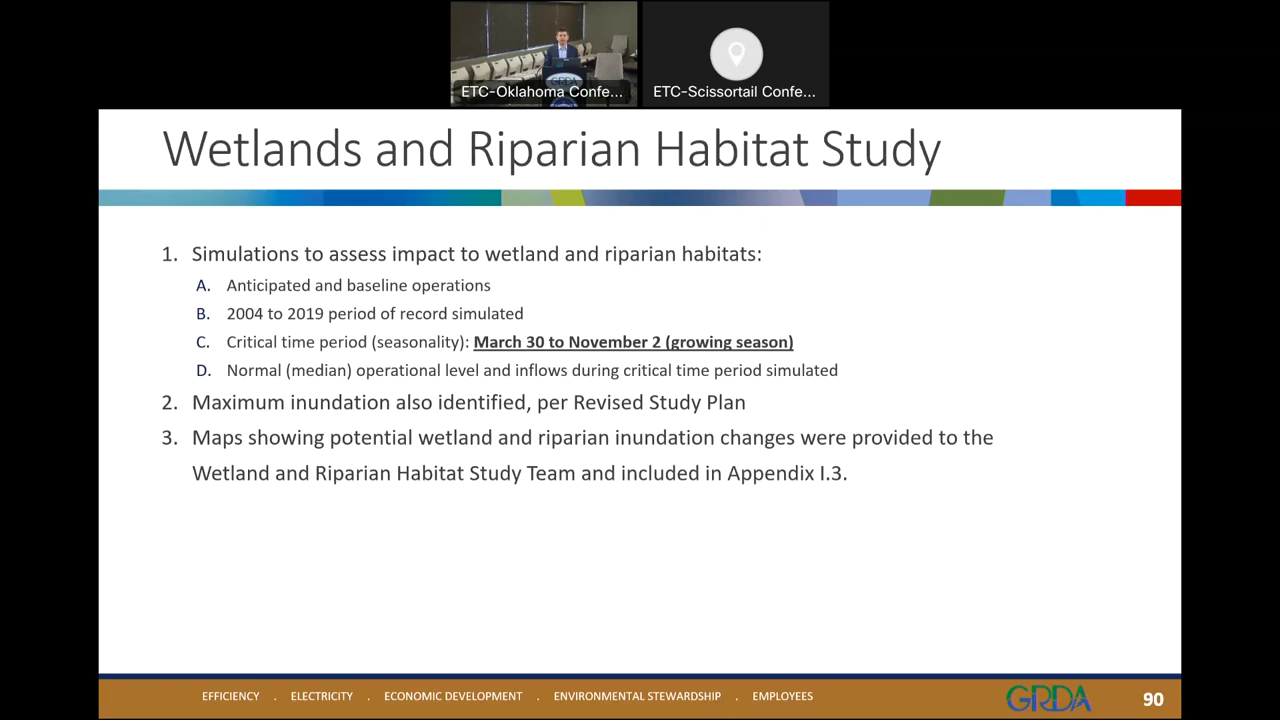 GRDA
ETC-Oklahoma Confe...
ETC-Scissortail Confe...
Wetlands and Riparian Habitat Study
1. Simulations to assess impact to wetland and riparian habitats:
A. Anticipated and baseline operations
B. 2004 to 2019 period of record simulated
C. Critical time period (seasonality): March 30 to November 2 (growing season)
D. Normal (median) operational level and inflows during critical time period simulated
2. Maximum inundation also identified, per Revised Study Plan
3. Maps showing potential wetland and riparian inundation changes were provided to the
Wetland and Riparian Habitat Study Team and included in Appendix I.3.
EFFICIENCY . ELECTRICITY . ECONOMIC DEVELOPMENT . ENVIRONMENTAL STEWARDSHIP . EMPLOYEES
GRDA
90